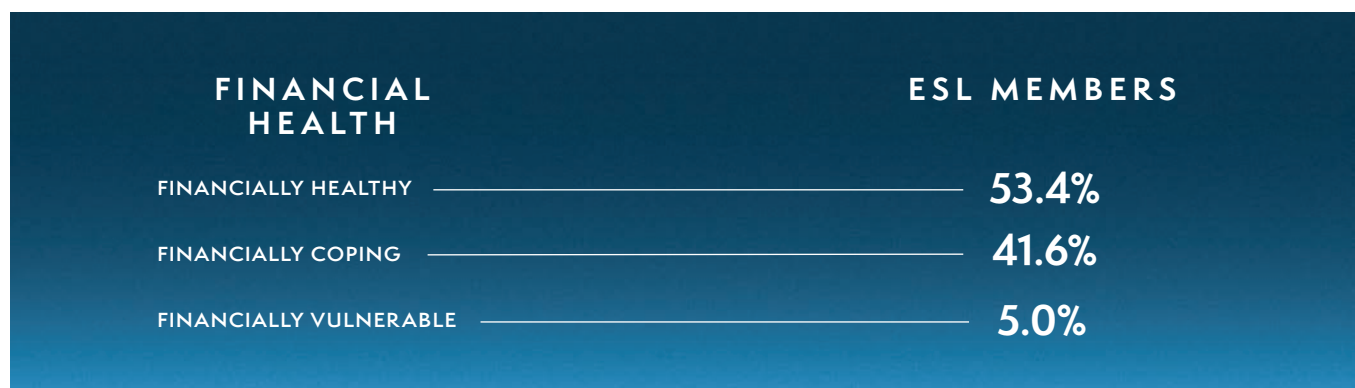 FINANCIAL
HEALTH
ESL MEMBERS
FINANCIALLY HEALTHY 53.4%
FINANCIALLY COPING 41.6%
FINANCIALLY VULNERABLE 5.0%